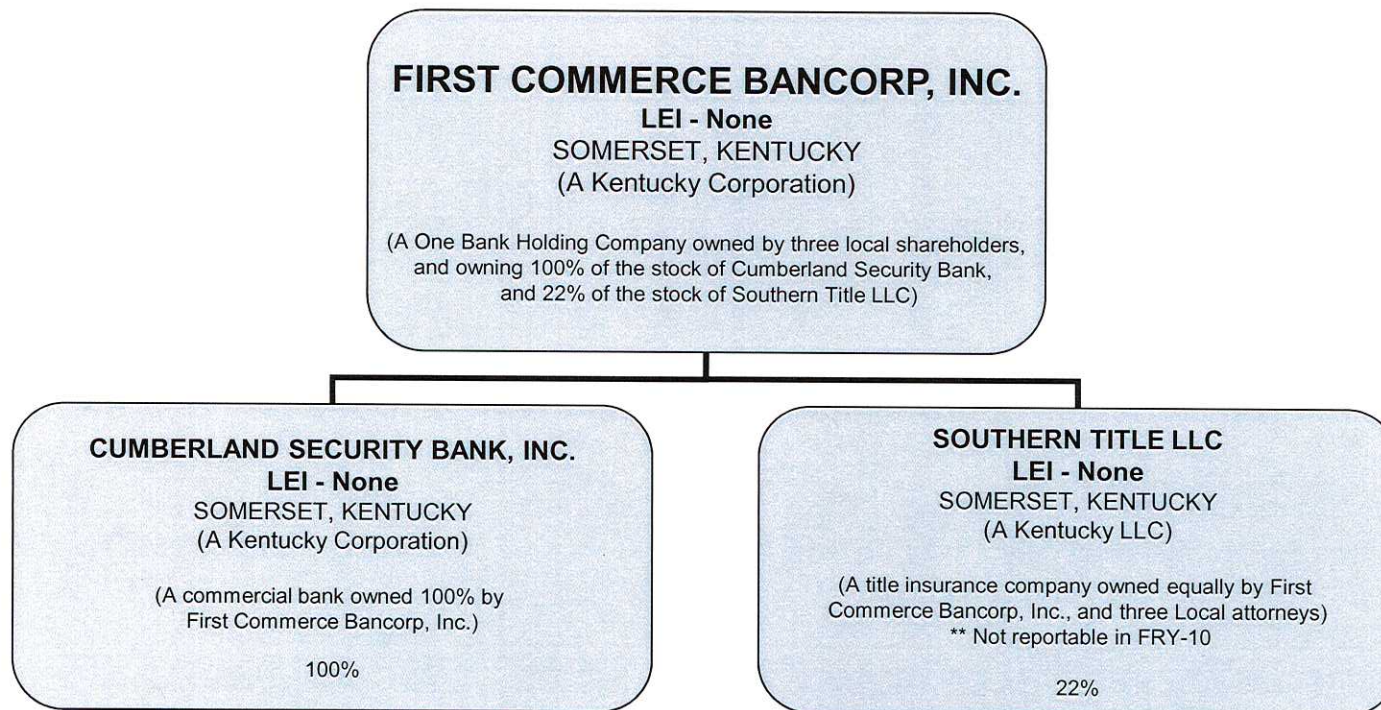 FIRST COMMERCE BANCORP, INC.
LEI - None
SOMERSET, KENTUCKY
(A Kentucky Corporation)
(A One Bank Holding Company owned by three local shareholders,
and owning 100% of the stock of Cumberland Security Bank,
and 22% of the stock of Southern Title LLC)
CUMBERLAND SECURITY BANK, INC.
LEI - None
SOMERSET, KENTUCKY
(A Kentucky Corporation)
(A commercial bank owned 100% by
First Commerce Bancorp, Inc.)
100%
SOUTHERN TITLE LLC
LEI - None
SOMERSET, KENTUCKY
(A Kentucky LLC)
(A title insurance company owned equally by First
Commerce Bancorp, Inc., and three Local attorneys)
** Not reportable in FRY-10
22%